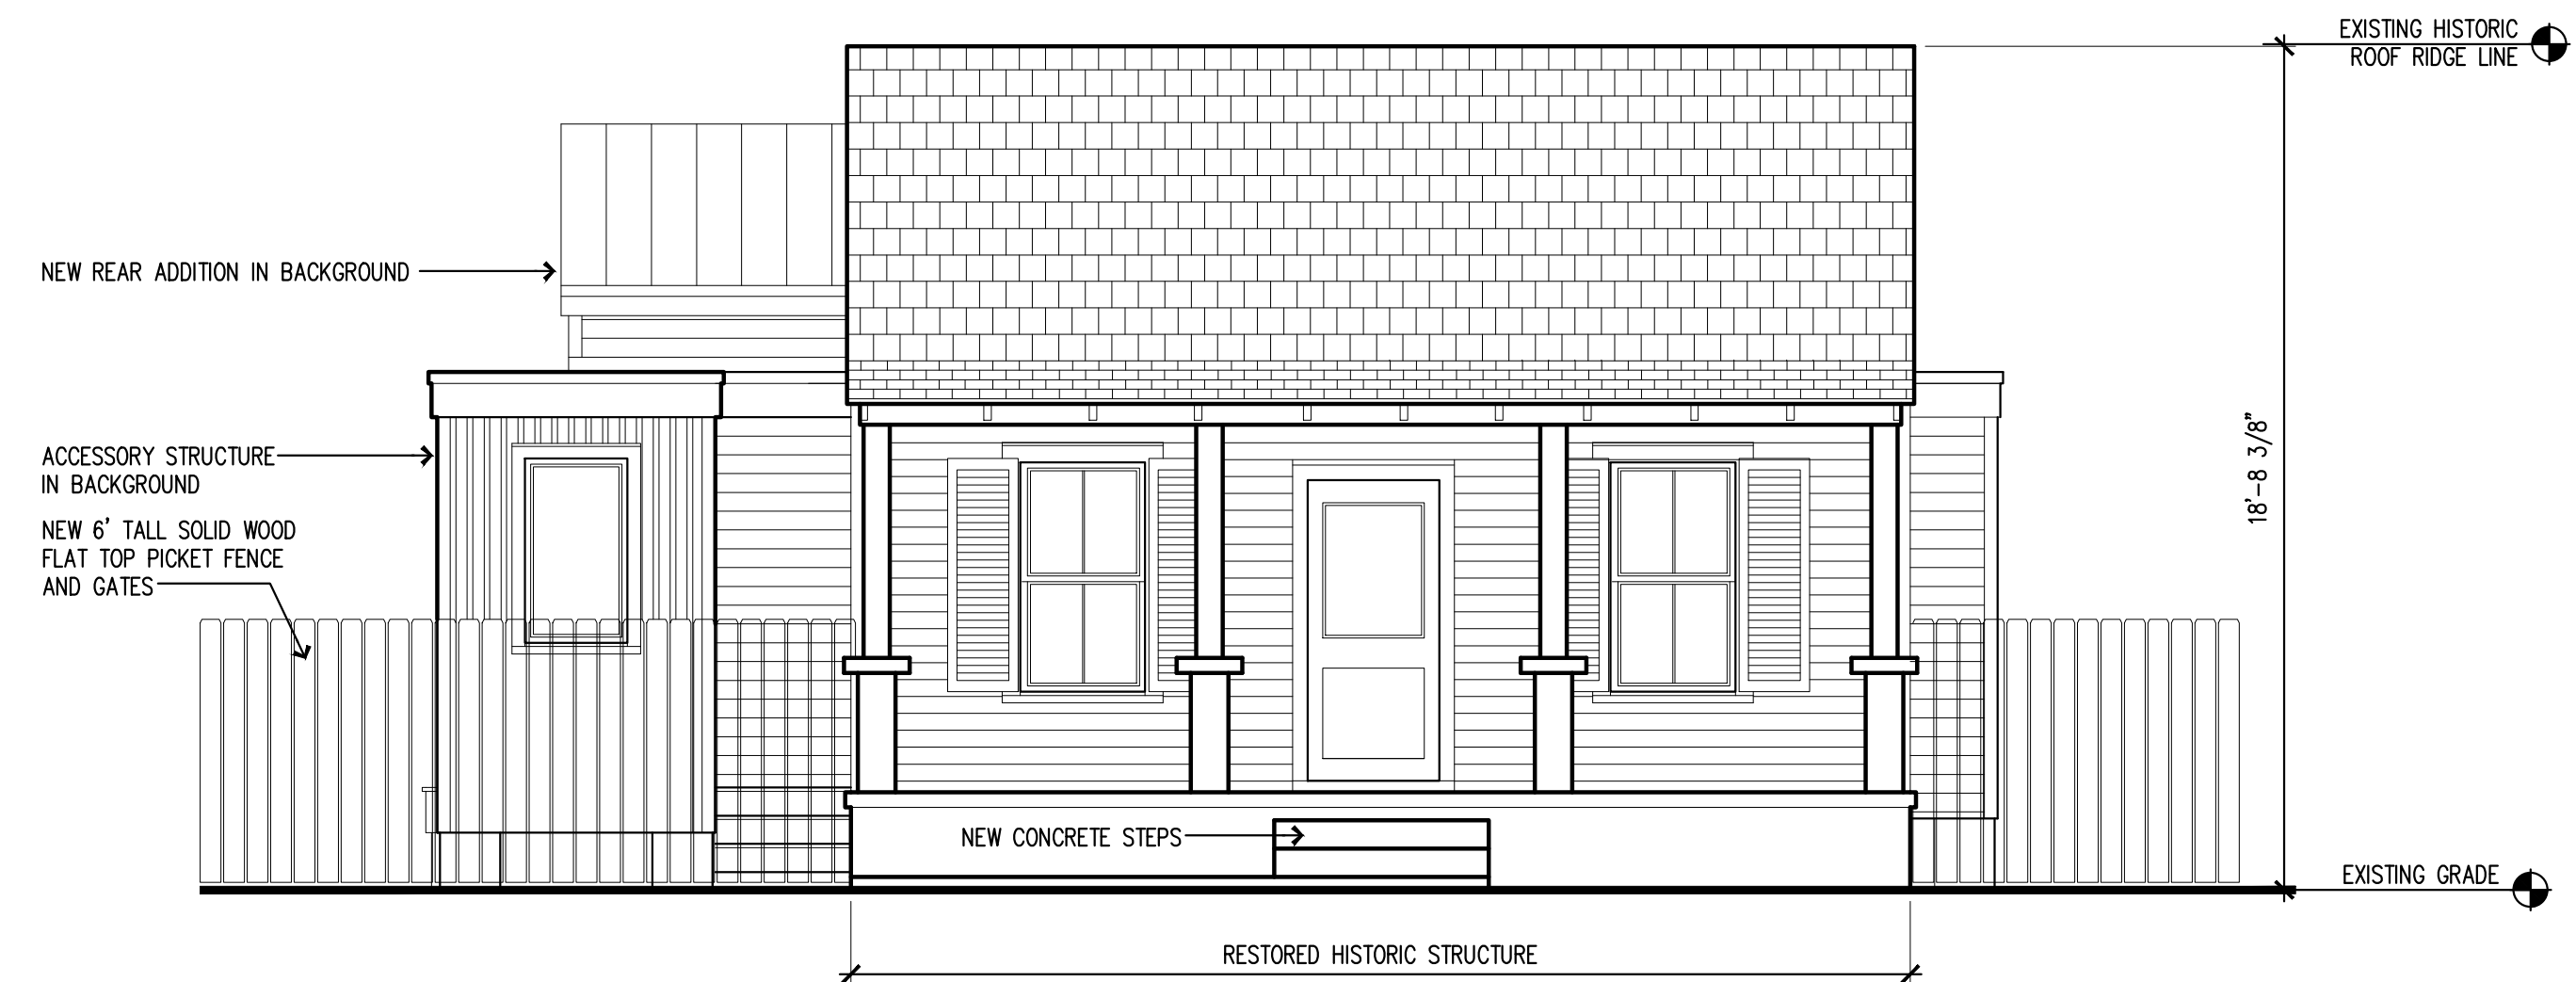 EXISTING HISTORIC
ROOF RIDGE LINE
NEW REAR ADDITION IN BACKGROUND
ACCESSORY STRUCTURE
IN BACKGROUND
NEW 6' TALL SOLID WOOD
FLAT TOP PICKET FENCE
AND GATES
18'-8 3/8"
NEW CONCRETE STEPS
EXISTING GRADE
RESTORED HISTORIC STRUCTURE